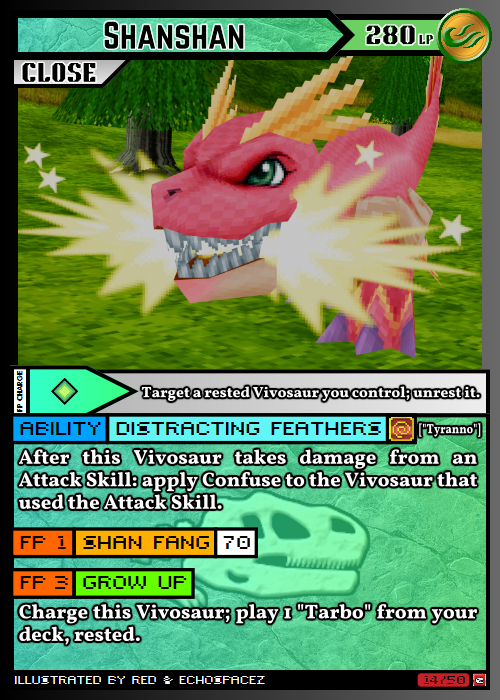 SHANSHAN
280 LP
CLOSE
FP CHARGE
Target a rested Vivosaur you control; unrest it.
ABILITY DISTRACTING FEATHERS ["Tyranno"]
After this Vivosaur takes damage from an
Attack Skill: apply Confuse to the Vivosaur that
used the Attack Skill.
FP 1 SHAN FANG 70
FP 3 GROW UP
Charge this Vivosaur; play 1 "Tarbo" from your
deck, rested.
ILLUSTRATED BY RED & ECHOSPACEZ
14/50